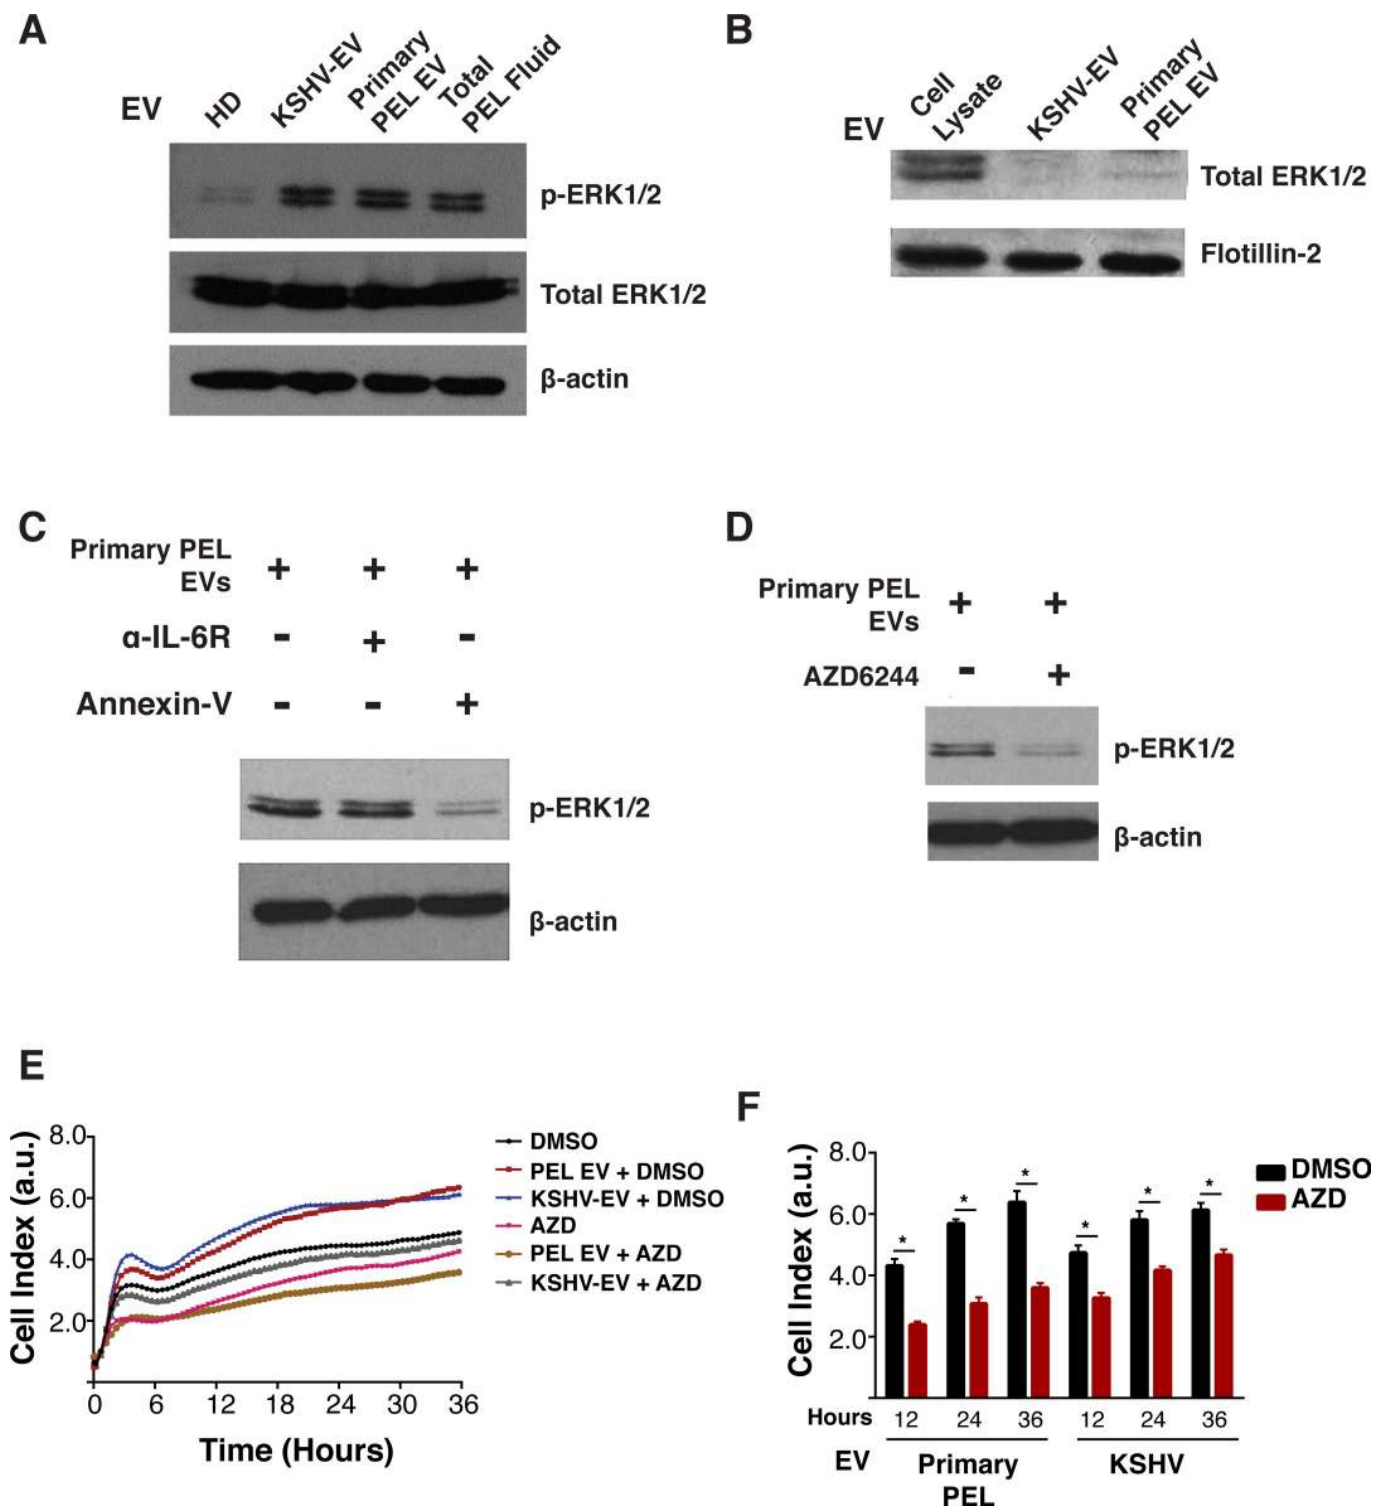 A
EV
HD
KSHV-EV
Primary
PEL EV
Total
PEL Fluid
p-ERK1/2
Total ERK1/2
β-actin
B
EV
Cell
Lysate
KSHV-EV
Primary
PEL EV
Total ERK1/2
Flotillin-2
C
Primary PEL
EVs
+ + +
α-IL-6R
- + -
Annexin-V
- - +
p-ERK1/2
β-actin
D
Primary PEL
EVs
+ +
AZD6244
- +
p-ERK1/2
β-actin
E
Cell Index (a.u.)
8.0
6.0
4.0
2.0
0 6 12 18 24 30 36
Time (Hours)
DMSO
PEL EV + DMSO
KSHV-EV + DMSO
AZD
PEL EV + AZD
KSHV-EV + AZD
F
Cell Index (a.u.)
8.0
6.0
4.0
2.0
* * * * * *
DMSO
AZD
Hours 12 24 36 12 24 36
EV
Primary
PEL
KSHV